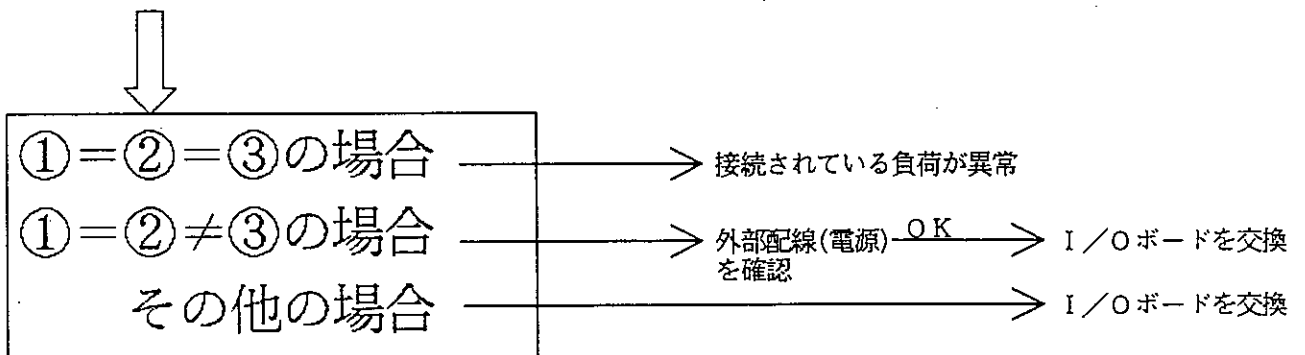 ①=②=③の場合
接続されている負荷が異常
①=②≠③の場合
外部配線(電源)
を確認
OK
I/Oボードを交換
その他の場合
I/Oボードを交換